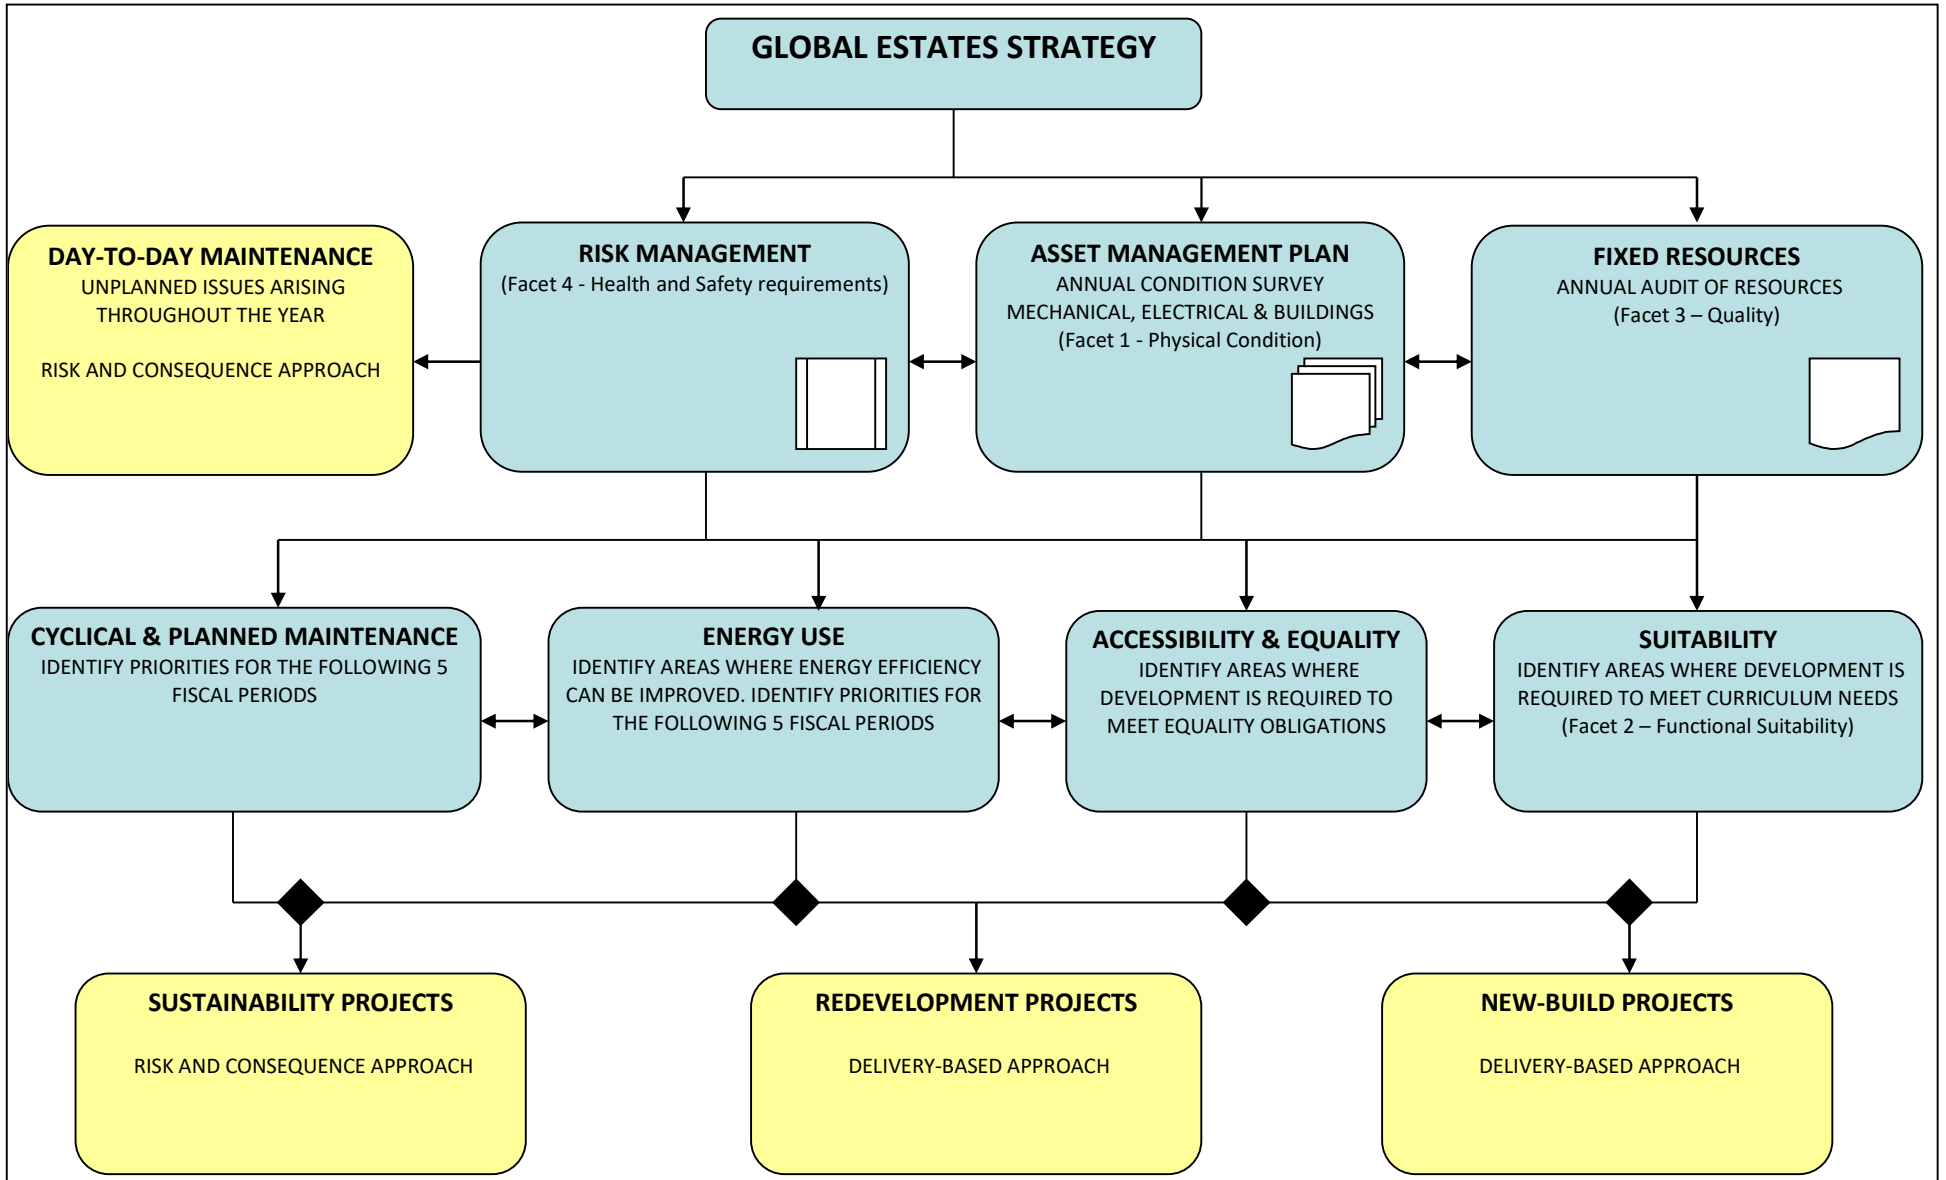 GLOBAL ESTATES STRATEGY
DAY-TO-DAY MAINTENANCE
UNPLANNED ISSUES ARISING
THROUGHOUT THE YEAR
RISK AND CONSEQUENCE APPROACH
RISK MANAGEMENT
(Facet 4 - Health and Safety requirements)
ASSET MANAGEMENT PLAN
ANNUAL CONDITION SURVEY
MECHANICAL, ELECTRICAL & BUILDINGS
(Facet 1 - Physical Condition)
FIXED RESOURCES
ANNUAL AUDIT OF RESOURCES
(Facet 3 – Quality)
CYCLICAL & PLANNED MAINTENANCE
IDENTIFY PRIORITIES FOR THE FOLLOWING 5
FISCAL PERIODS
ENERGY USE
IDENTIFY AREAS WHERE ENERGY EFFICIENCY
CAN BE IMPROVED. IDENTIFY PRIORITIES FOR
THE FOLLOWING 5 FISCAL PERIODS
ACCESSIBILITY & EQUALITY
IDENTIFY AREAS WHERE
DEVELOPMENT IS REQUIRED TO
MEET EQUALITY OBLIGATIONS
SUITABILITY
IDENTIFY AREAS WHERE DEVELOPMENT IS
REQUIRED TO MEET CURRICULUM NEEDS
(Facet 2 – Functional Suitability)
SUSTAINABILITY PROJECTS
RISK AND CONSEQUENCE APPROACH
REDEVELOPMENT PROJECTS
DELIVERY-BASED APPROACH
NEW-BUILD PROJECTS
DELIVERY-BASED APPROACH